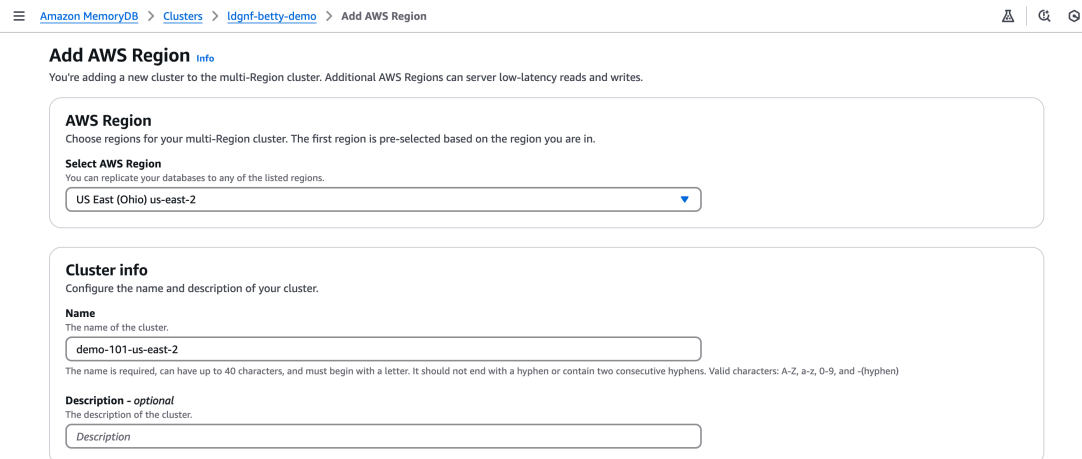 Amazon MemoryDB > Clusters > ldgnf-betty-demo > Add AWS Region
Add AWS Region Info
You're adding a new cluster to the multi-Region cluster. Additional AWS Regions can server low-latency reads and writes.
AWS Region
Choose regions for your multi-Region cluster. The first region is pre-selected based on the region you are in.
Select AWS Region
You can replicate your databases to any of the listed regions.
US East (Ohio) us-east-2
Cluster info
Configure the name and description of your cluster.
Name
The name of the cluster.
demo-101-us-east-2
The name is required, can have up to 40 characters, and must begin with a letter. It should not end with a hyphen or contain two consecutive hyphens. Valid characters: A-Z, a-z, 0-9, and -(hyphen)
Description - optional
The description of the cluster.
Description